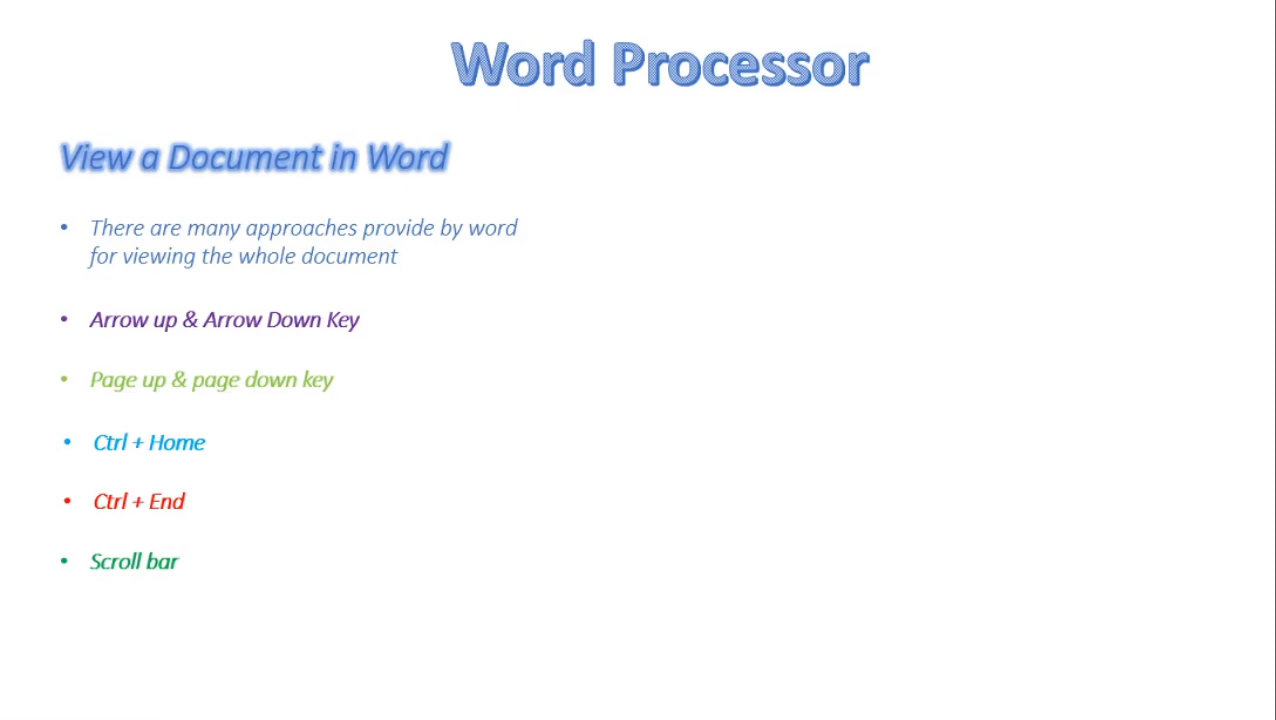 Word Processor
View a Document in Word
• There are many approaches provide by word
for viewing the whole document
• Arrow up & Arrow Down Key
• Page up & page down key
• Ctrl + Home
• Ctrl + End
• Scroll bar